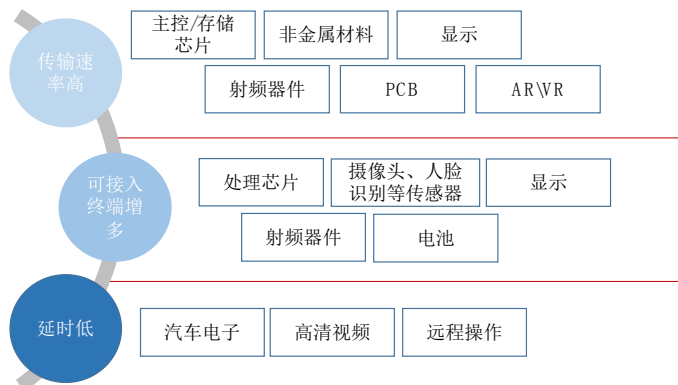 传输速
率高
主控/存储
芯片
非金属材料
显示
射频器件
PCB
AR\VR
可接入
终端增
多
处理芯片
摄像头、人脸
识别等传感器
显示
射频器件
电池
延时低
汽车电子
高清视频
远程操作